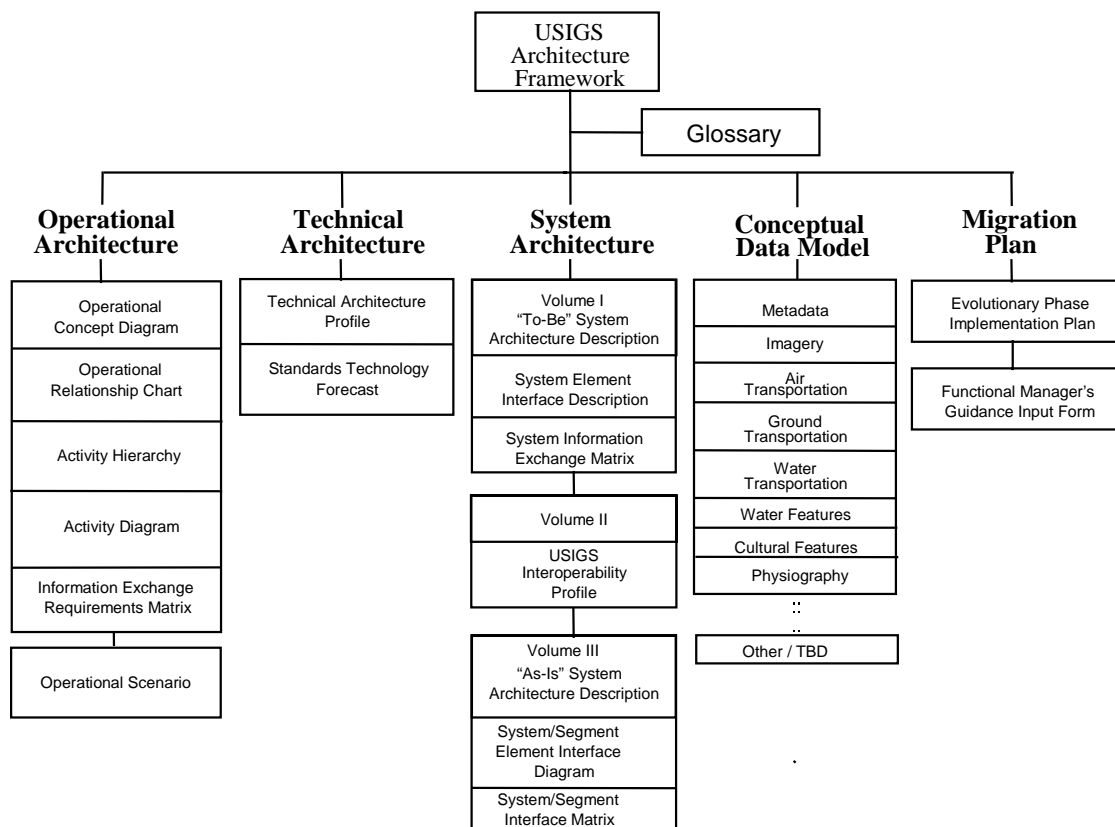 USIGS
Architecture
Framework
Glossary
Operational
Architecture
Operational
Concept Diagram
Operational
Relationship Chart
Activity Hierarchy
Activity Diagram
Information Exchange
Requirements Matrix
Operational Scenario
Technical
Architecture
Technical Architecture
Profile
Standards Technology
Forecast
System
Architecture
Volume I
“To-Be” System
Architecture Description
System Element
Interface Description
System Information
Exchange Matrix
Volume II
USIGS
Interoperability
Profile
Volume III
“As-Is” System
Architecture Description
System/Segment
Element Interface
Diagram
System/Segment
Interface Matrix
Conceptual
Data Model
Metadata
Imagery
Air
Transportation
Ground
Transportation
Water
Transportation
Water Features
Cultural Features
Physiography
Other / TBD
Migration
Plan
Evolutionary Phase
Implementation Plan
Functional Manager’s
Guidance Input Form